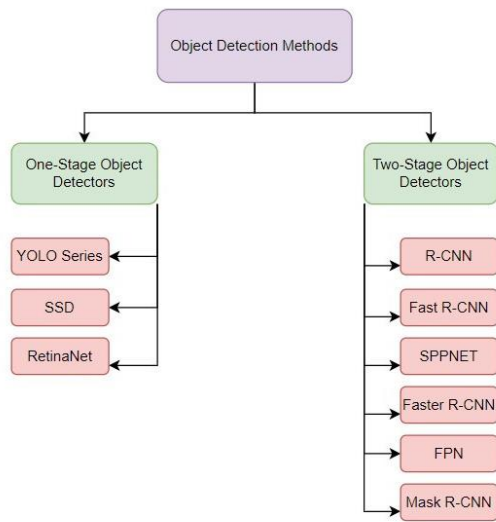 Object Detection Methods
One-Stage Object
Detectors
YOLO Series
SSD
RetinaNet
Two-Stage Object
Detectors
R-CNN
Fast R-CNN
SPPNET
Faster R-CNN
FPN
Mask R-CNN